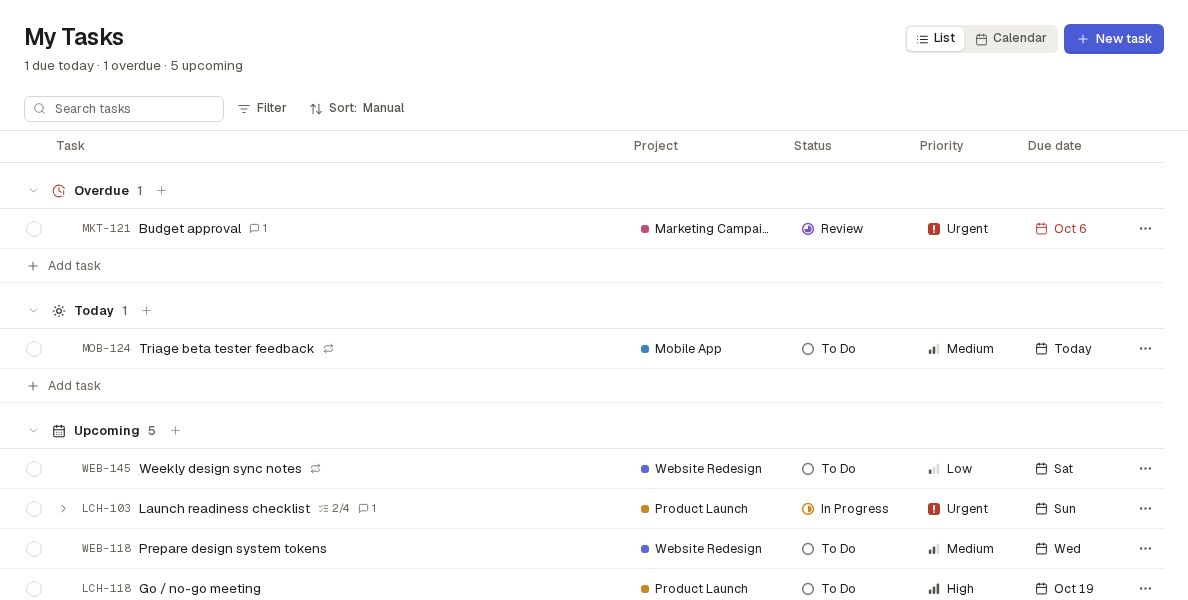 My Tasks
List Calendar New task
1 due today · 1 overdue · 5 upcoming
Search tasks Filter Sort: Manual
Task Project Status Priority Due date
Overdue 1
MKT-121 Budget approval 1 Marketing Campai… Review Urgent Oct 6
Add task
Today 1
MOB-124 Triage beta tester feedback Mobile App To Do Medium Today
Add task
Upcoming 5
WEB-145 Weekly design sync notes Website Redesign To Do Low Sat
LCH-103 Launch readiness checklist 2/4 1 Product Launch In Progress Urgent Sun
WEB-118 Prepare design system tokens Website Redesign To Do Medium Wed
LCH-118 Go / no-go meeting Product Launch To Do High Oct 19